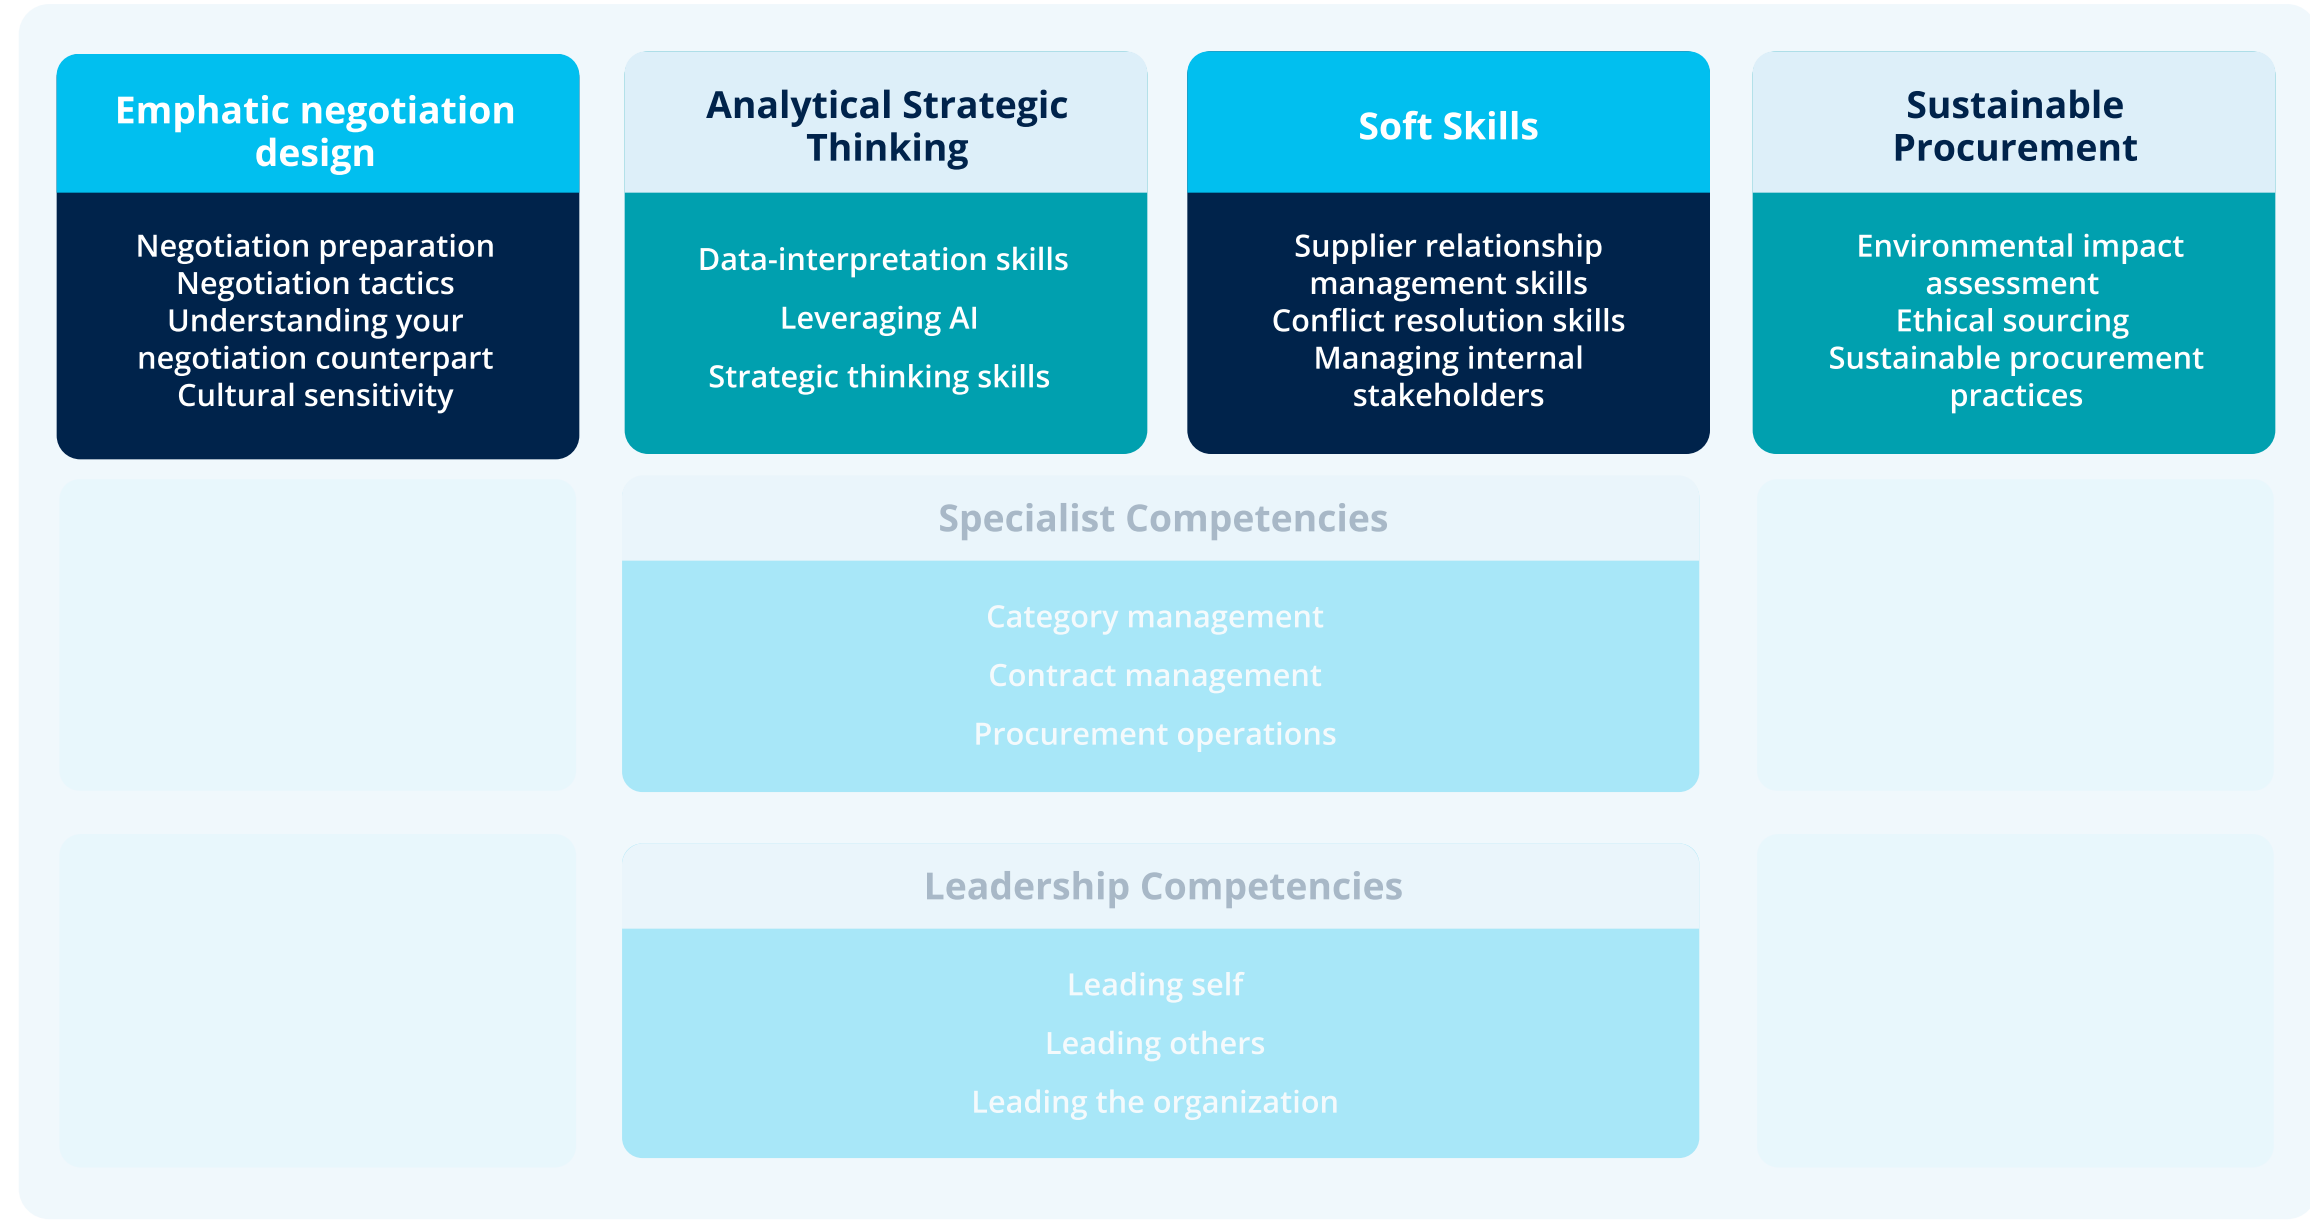 Emphatic negotiation
design
Negotiation preparation
Negotiation tactics
Understanding your
negotiation counterpart
Cultural sensitivity
Analytical Strategic
Thinking
Data-interpretation skills
Leveraging AI
Strategic thinking skills
Soft Skills
Supplier relationship
management skills
Conflict resolution skills
Managing internal
stakeholders
Sustainable
Procurement
Environmental impact
assessment
Ethical sourcing
Sustainable procurement
practices
Specialist Competencies
Category management
Contract management
Procurement operations
Leadership Competencies
Leading self
Leading others
Leading the organization